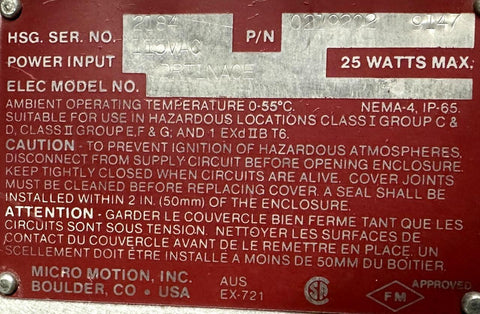 HSG. SER. NO. 2184 P/N 0219202 9147
POWER INPUT 115VAC 25 WATTS MAX.
ELEC MODEL NO.
AMBIENT OPERATING TEMPERATURE 0-55°C. NEMA-4, IP-65.
SUITABLE FOR USE IN HAZARDOUS LOCATIONS CLASS I GROUP C &
D, CLASS II GROUP E, F & G; AND 1 EXd IIB T6.
CAUTION - TO PREVENT IGNITION OF HAZARDOUS ATMOSPHERES,
DISCONNECT FROM SUPPLY CIRCUIT BEFORE OPENING ENCLOSURE.
KEEP TIGHTLY CLOSED WHEN CIRCUITS ARE ALIVE. COVER JOINTS
MUST BE CLEANED BEFORE REPLACING COVER. A SEAL SHALL BE
INSTALLED WITHIN 2 IN. (50mm) OF THE ENCLOSURE.
ATTENTION - GARDER LE COUVERCLE BIEN FERME TANT QUE LES
CIRCUITS SONT SOUS TENSION. NETTOYER LES SURFACES DE
CONTACT DU COUVERCLE AVANT DE LE REMETTRE EN PLACE. UN
SCELLEMENT DOIT ÊTRE INSTALLE A MOINS DE 50MM DU BOÎTIER.
MICRO MOTION, INC. AUS APPROVED
BOULDER, CO • USA EX-721 FM